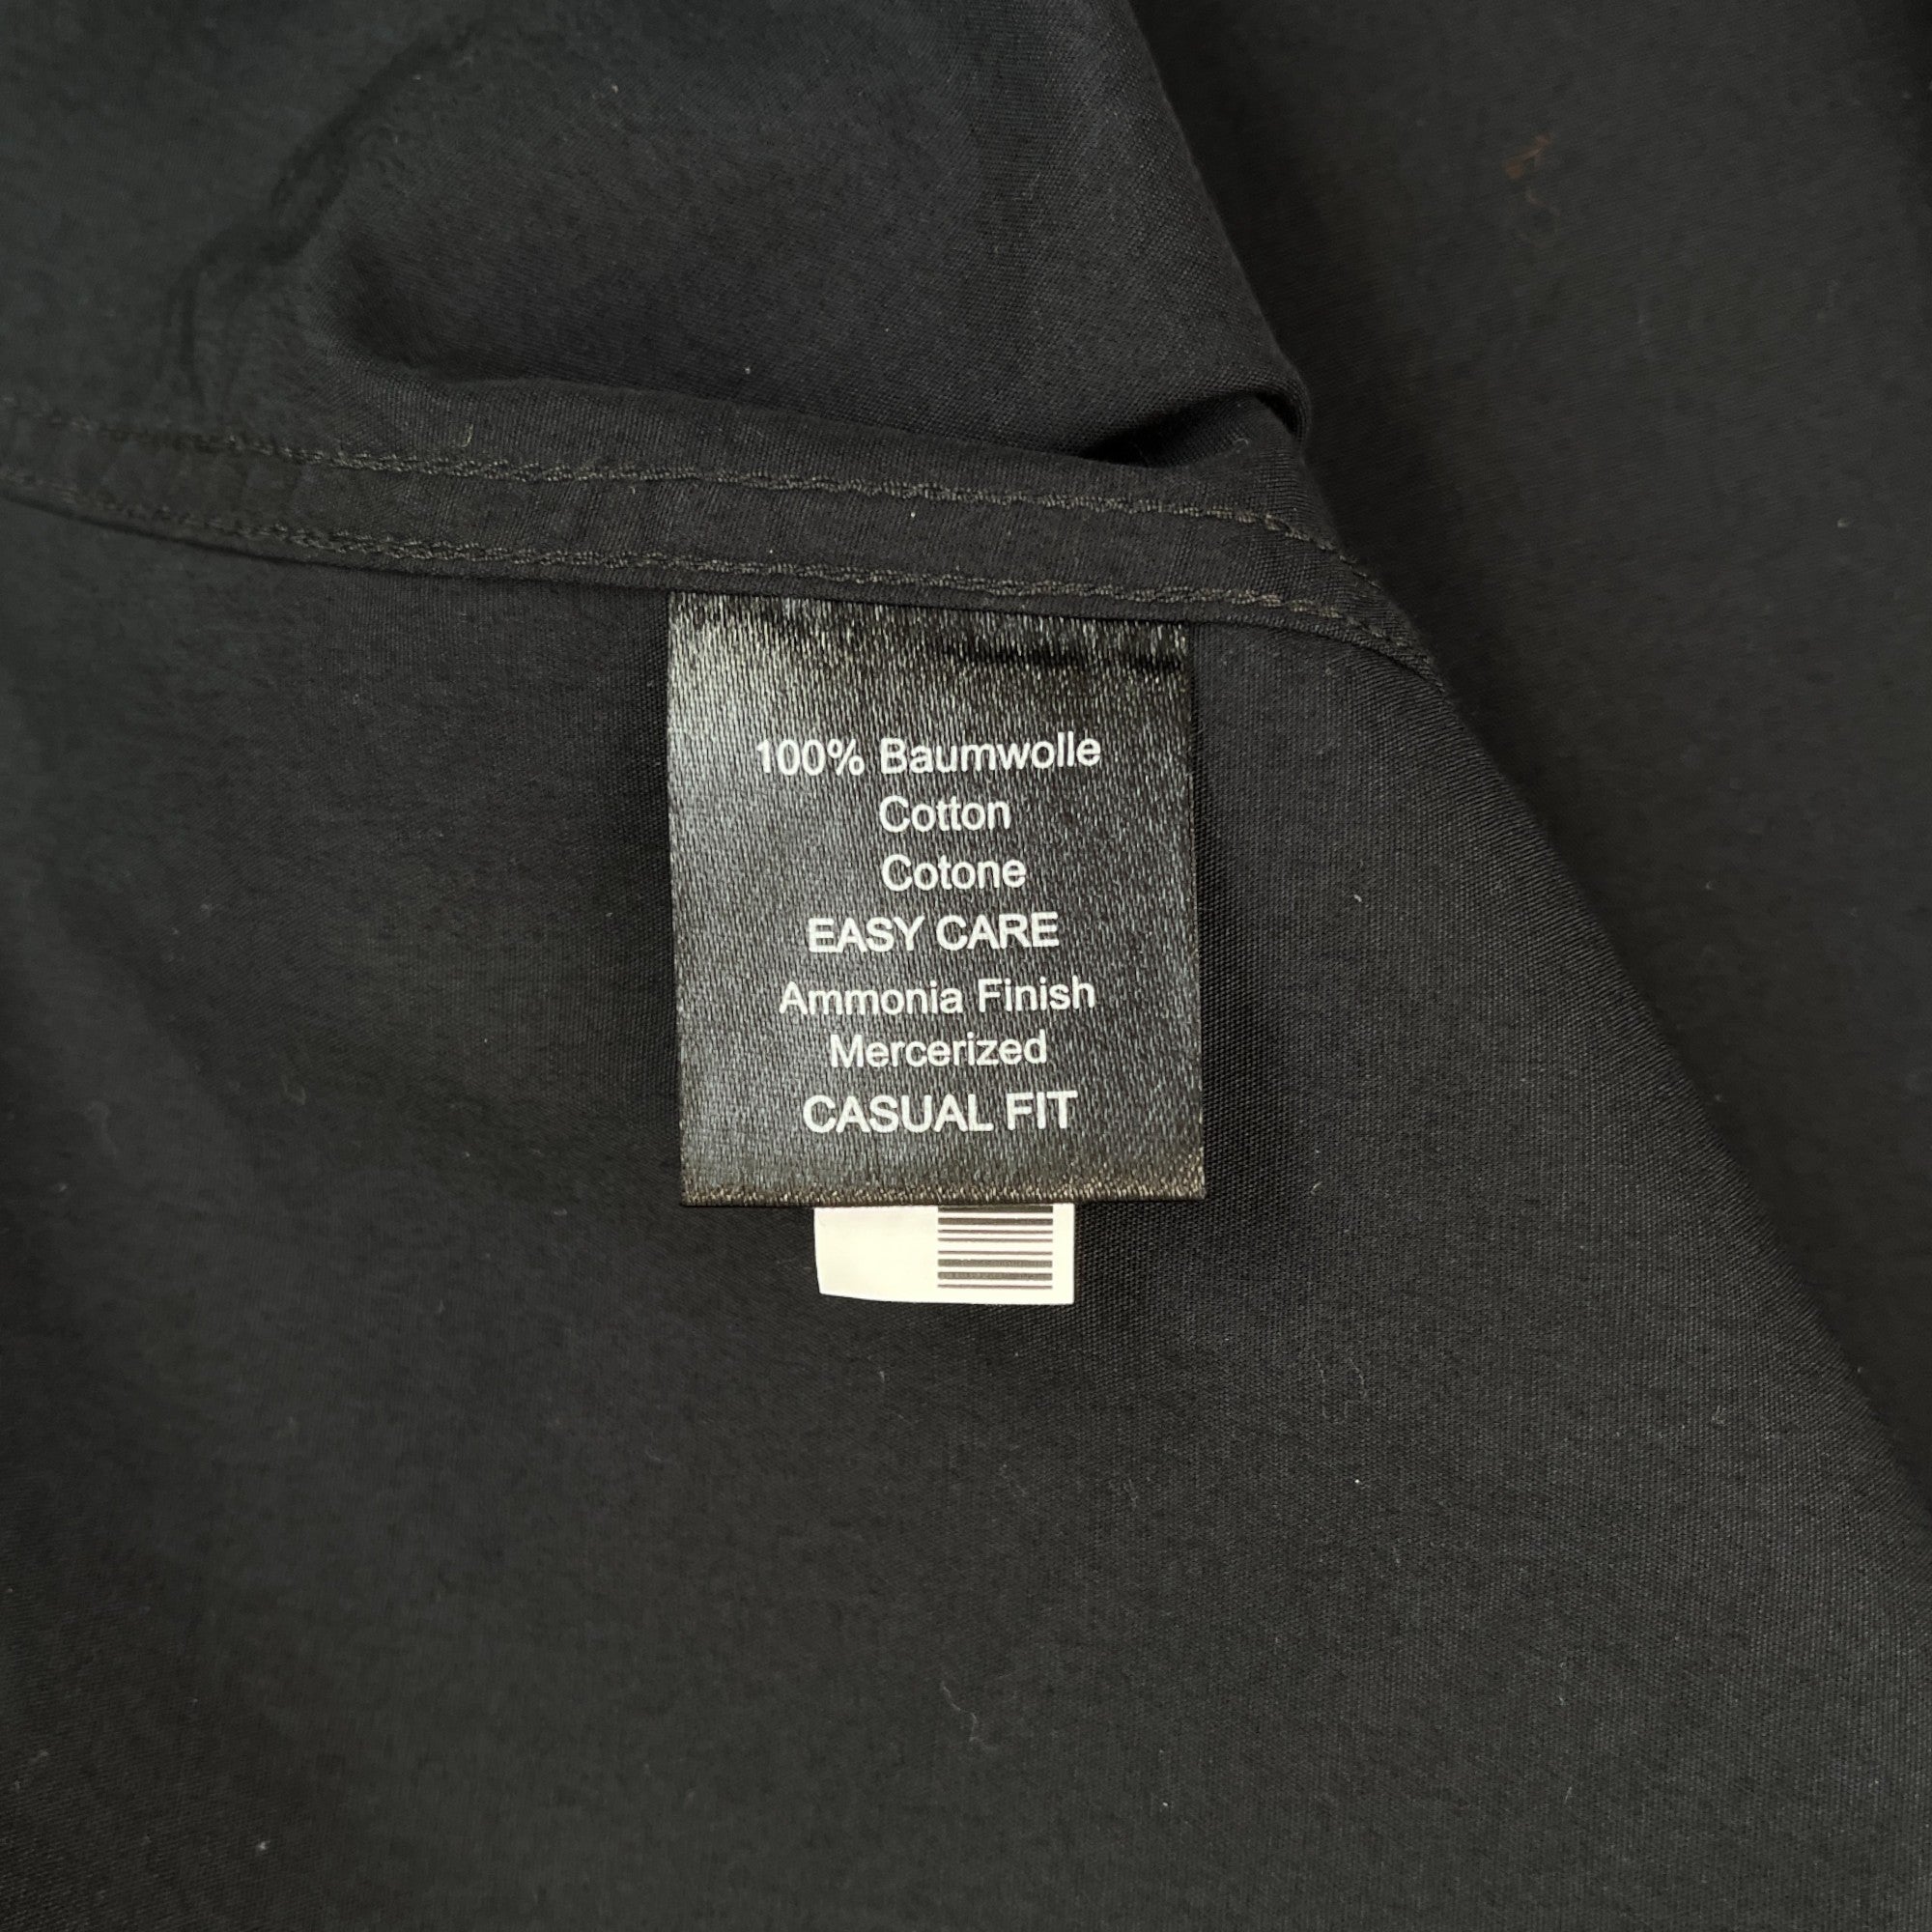 100% Baumwolle
Cotton
Cotone
EASY CARE
Ammonia Finish
Mercerized
CASUAL FIT